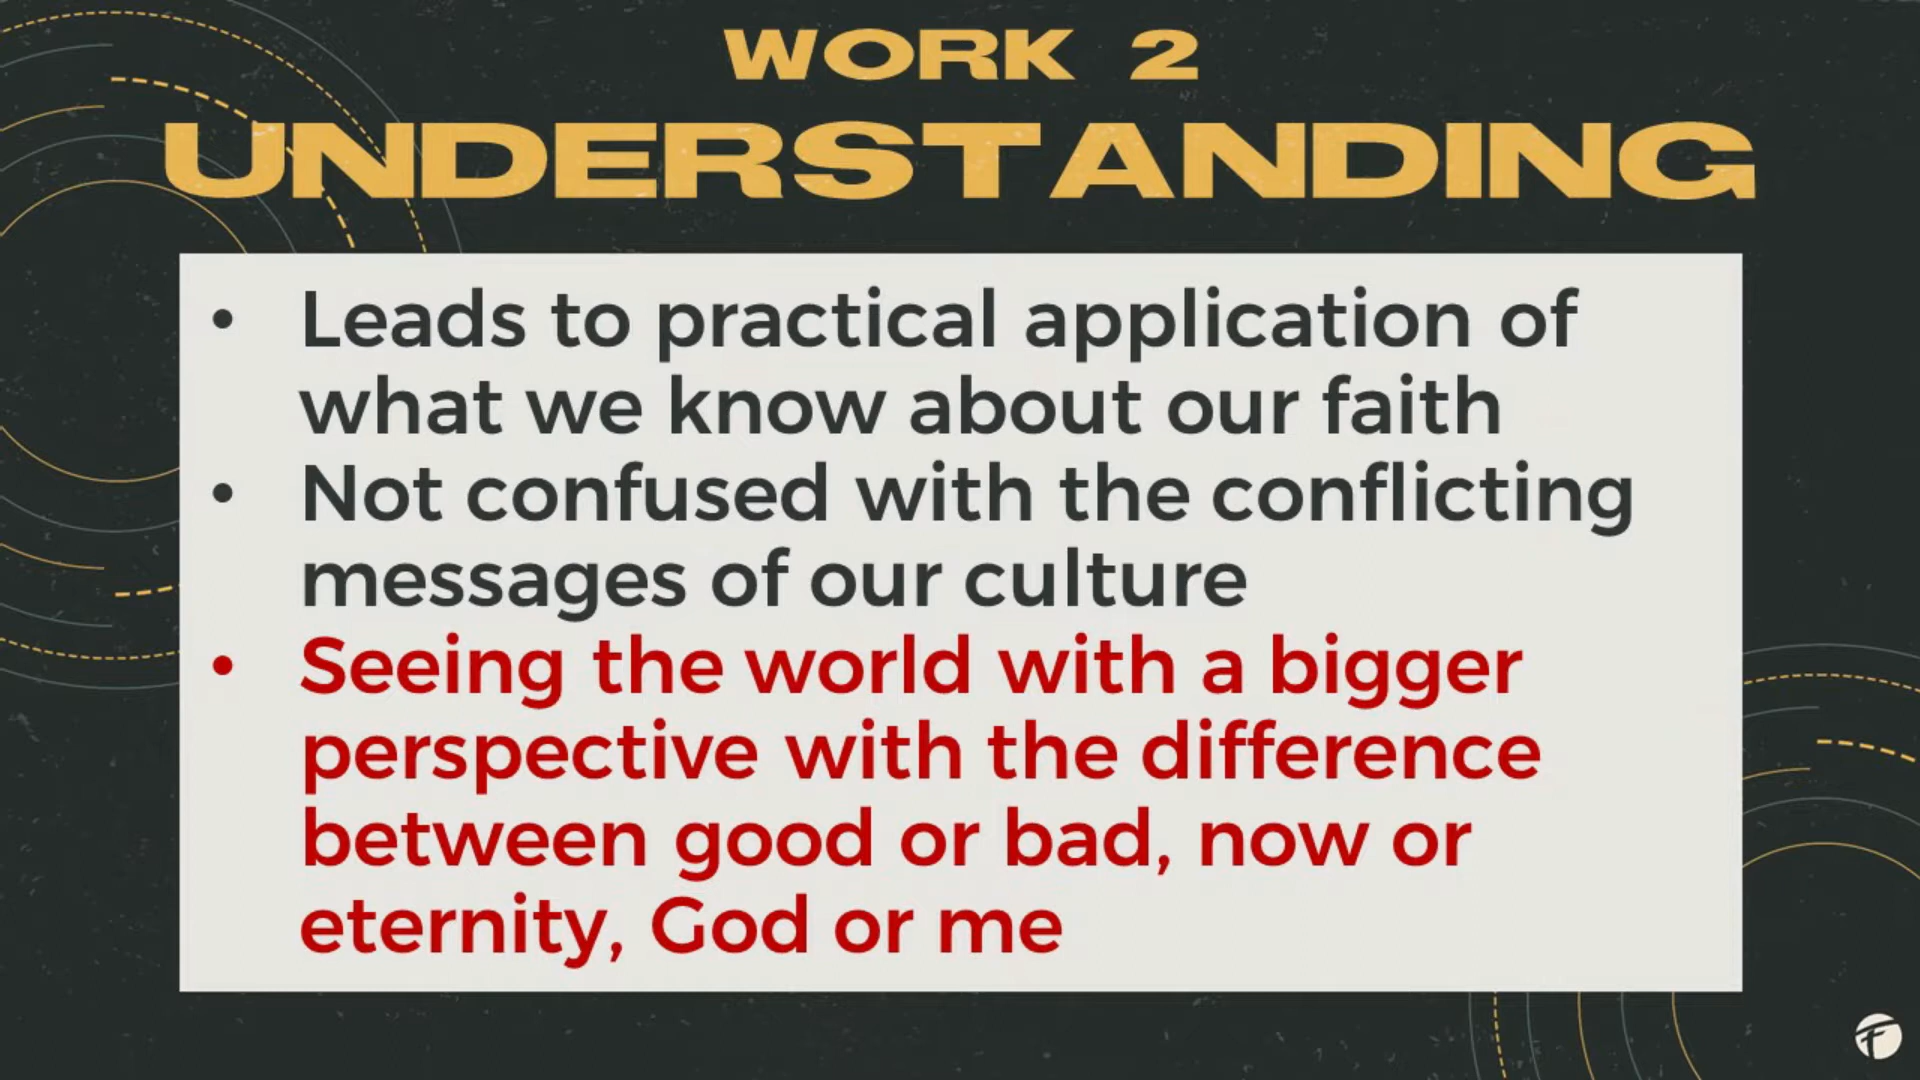 WORK 2
UNDERSTANDING
• Leads to practical application of
what we know about our faith
• Not confused with the conflicting
messages of our culture
• Seeing the world with a bigger
perspective with the difference
between good or bad, now or
eternity, God or me